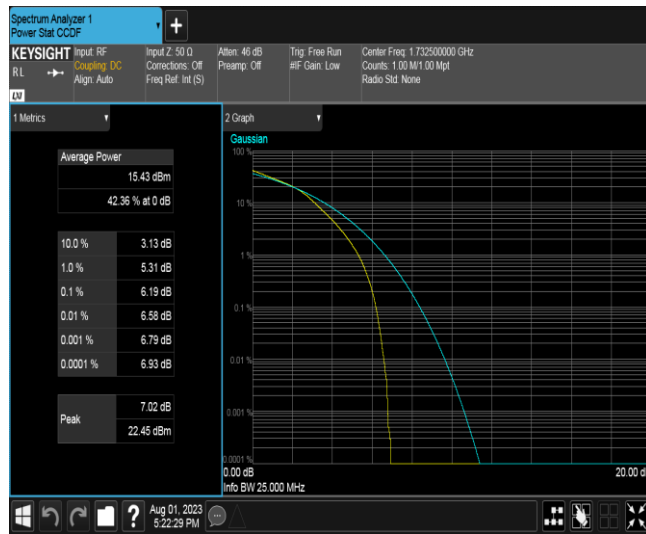 Spectrum Analyzer 1
Power Stat CCDF
+
KEYSIGHT
RL
LXI
Input: RF
Coupling: DC
Align: Auto
Input Z: 50 Ω
Corrections: Off
Freq Ref: Int (S)
Atten: 46 dB
Preamp: Off
Trig: Free Run
#IF Gain: Low
Center Freq: 1.732500000 GHz
Counts: 1.00 M/1.00 Mpt
Radio Std: None
1 Metrics
Average Power
15.43 dBm
42.36 % at 0 dB
10.0 % 3.13 dB
1.0 % 5.31 dB
0.1 % 6.19 dB
0.01 % 6.58 dB
0.001 % 6.79 dB
0.0001 % 6.93 dB
Peak
7.02 dB
22.45 dBm
2 Graph
Gaussian
100 %
10 %
1 %
0.1 %
0.01 %
0.001 %
0.0001 %
0.00 dB
20.00 d
Info BW 25.000 MHz
?
Aug 01, 2023
5:22:29 PM